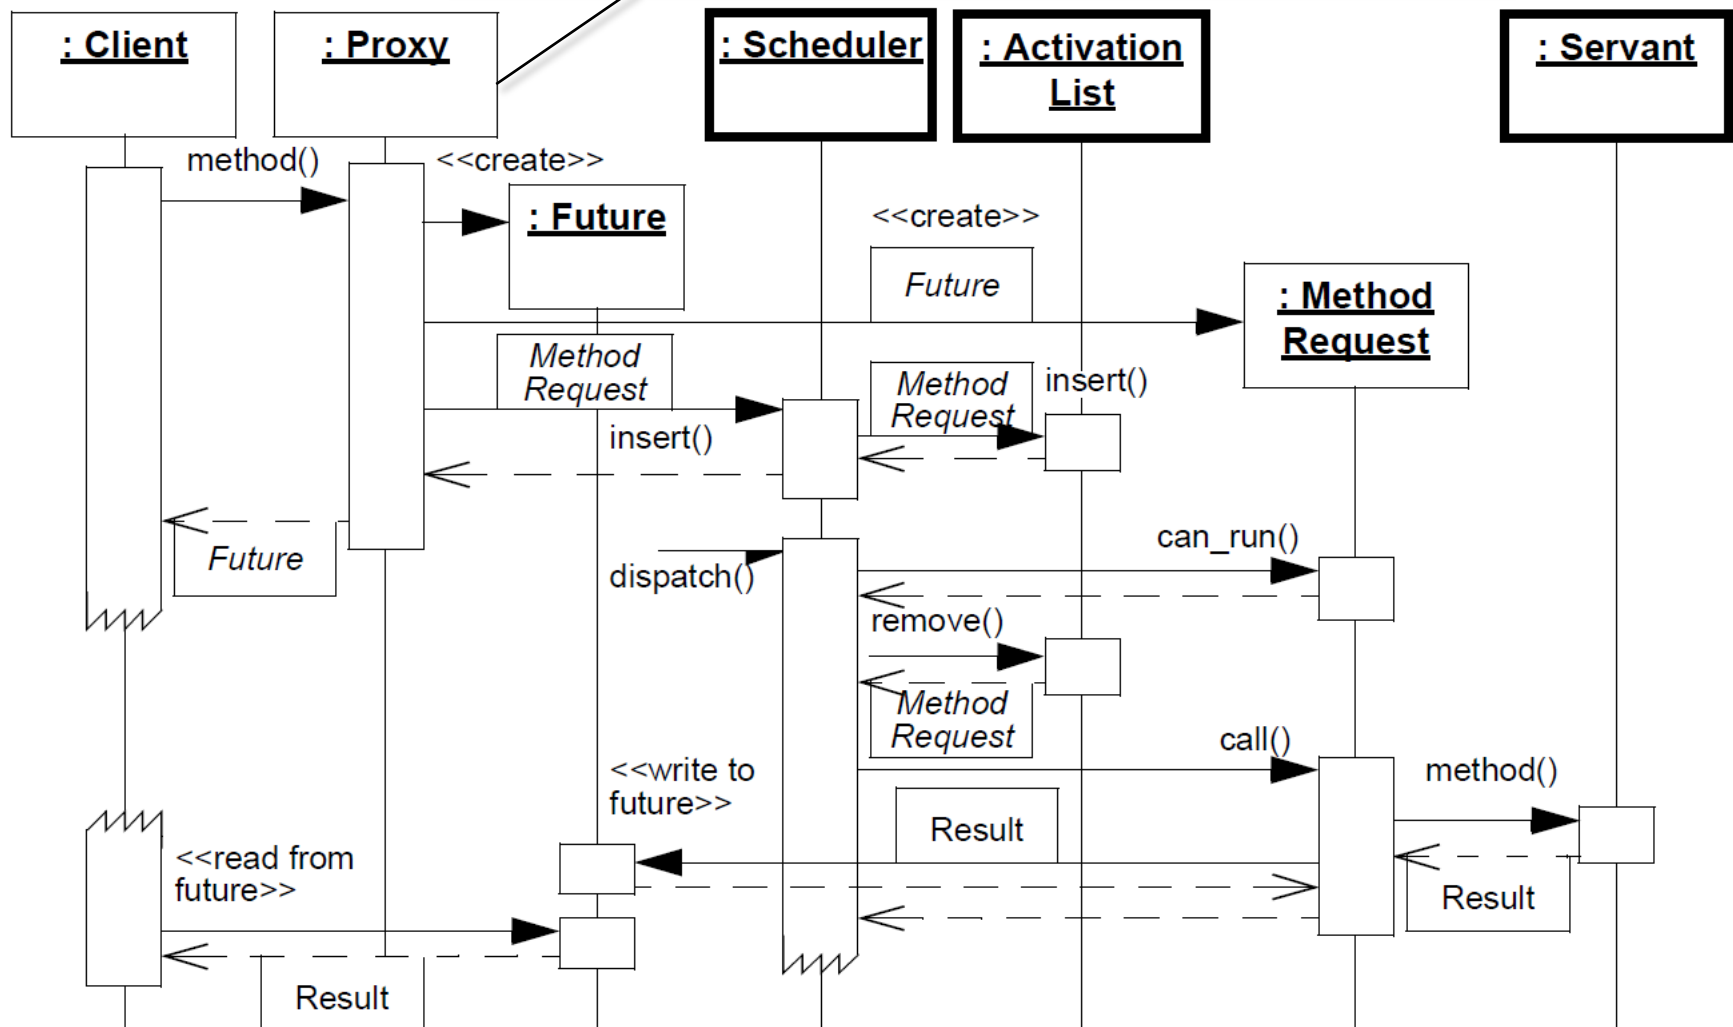 : Client
: Proxy
: Scheduler
: Activation
List
: Servant
method()
<<create>>
: Future
<<create>>
Future
: Method
Request
Method
Request
insert()
Method
Request
insert()
Future
dispatch()
can_run()
remove()
Method
Request
call()
<<write to
future>>
Result
method()
Result
<<read from
future>>
Result